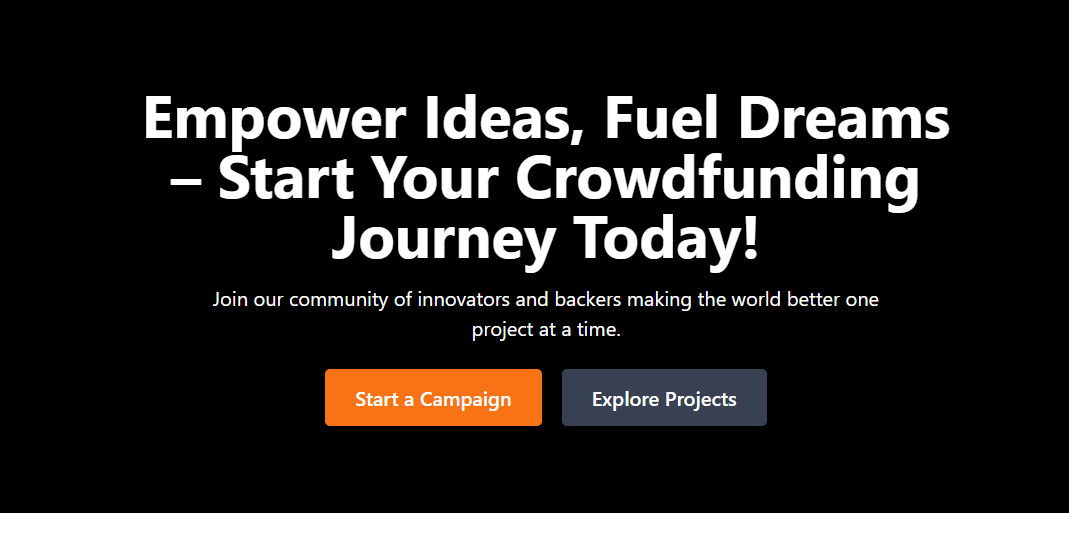 Empower Ideas, Fuel Dreams
– Start Your Crowdfunding
Journey Today!
Join our community of innovators and backers making the world better one
project at a time.
Start a Campaign
Explore Projects